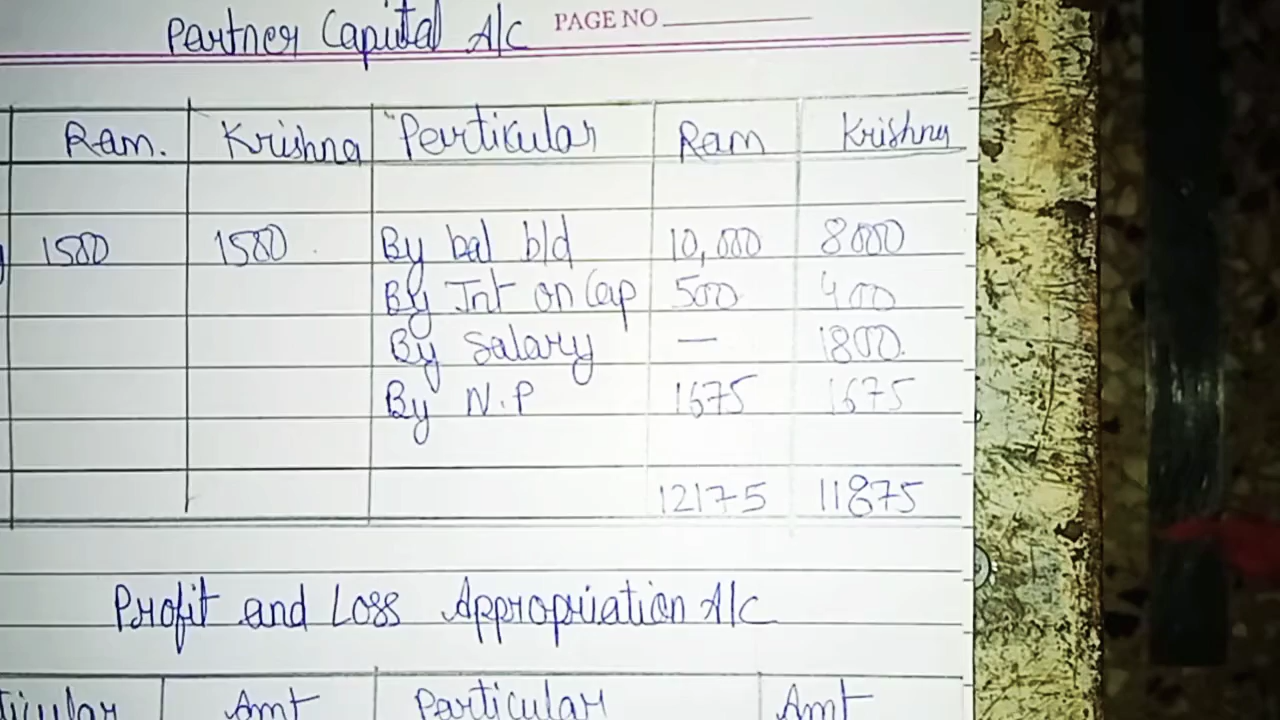 Partner Capital A/c PAGE NO
Ram. Krishna Perticular Ram Krishna
1500 1500 By bal b/d 10,000 8000
By Int on Cap 500 400
By Salary — 1800
By N.P 1675 1675
12175 11875
Profit and Loss Appropriation A/c
Amt Perticular Amt